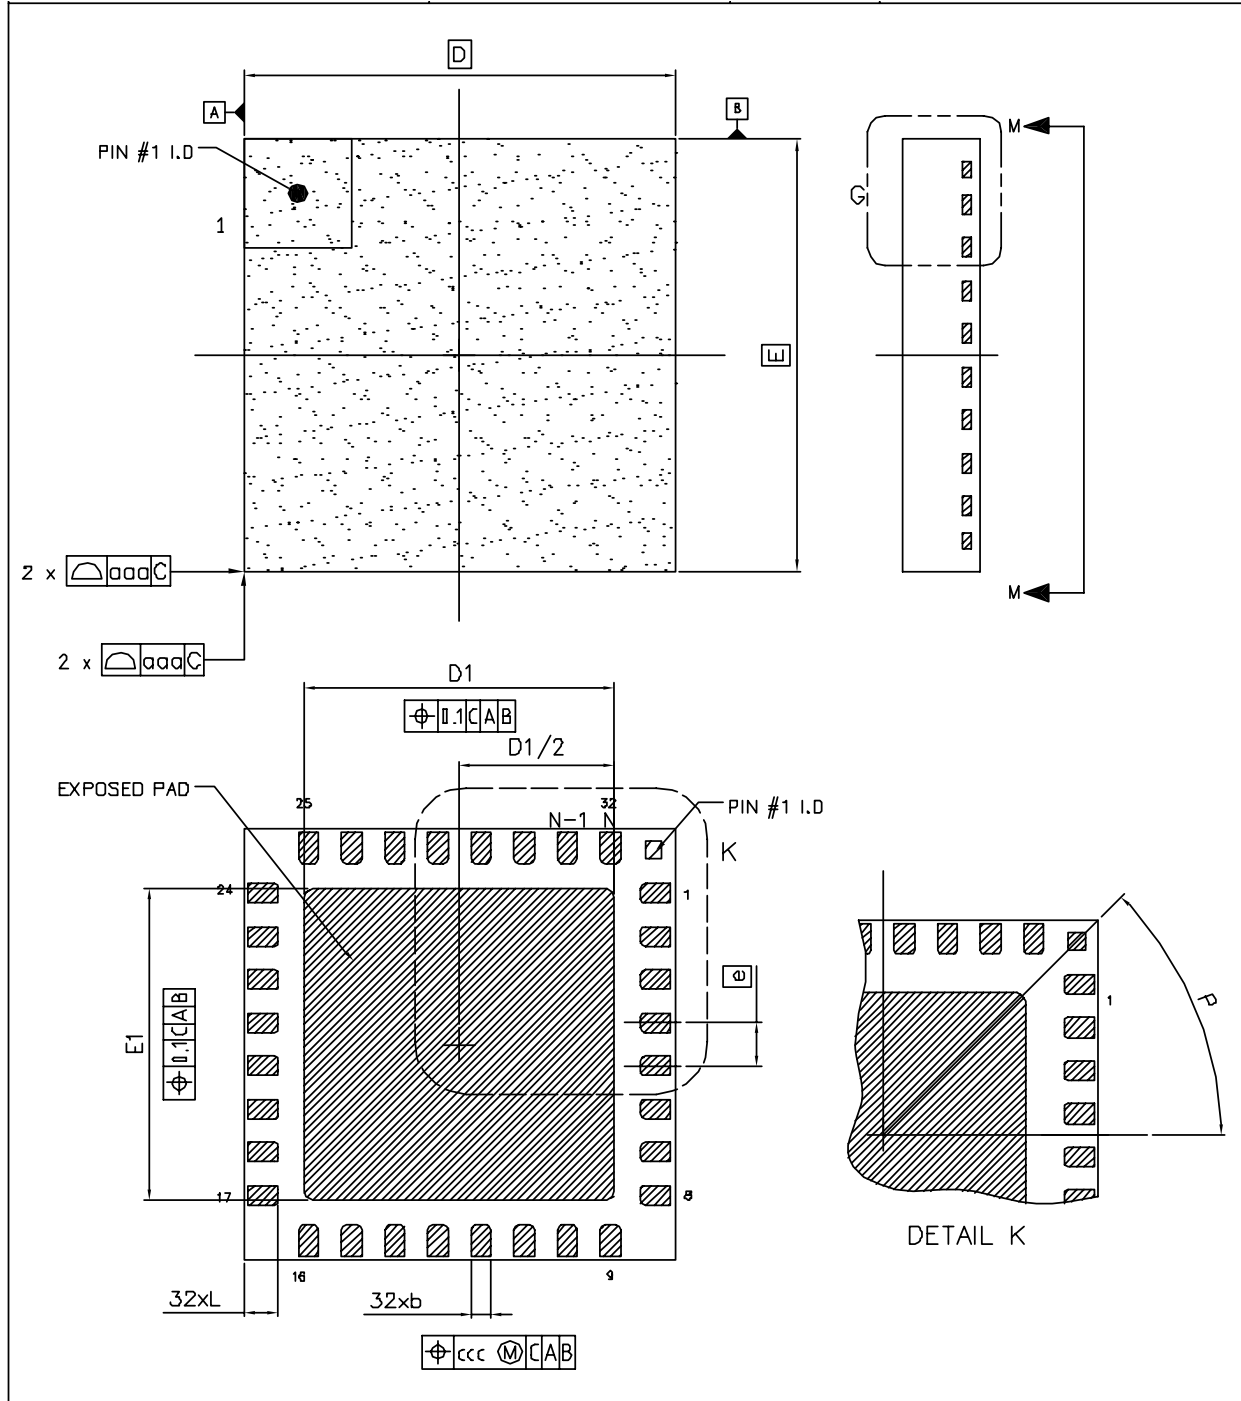 D
A
B
PIN #1 I.D
M
G
1
E
2 x aaa C
M
2 x aaa C
D1
0.1 C A B
D1/2
EXPOSED PAD
25
32
PIN #1 I.D
N-1 N
K
24
1
e
P
1
E1
0.1 C A B
17
8
DETAIL K
16
9
32xL
32xb
ccc M C A B